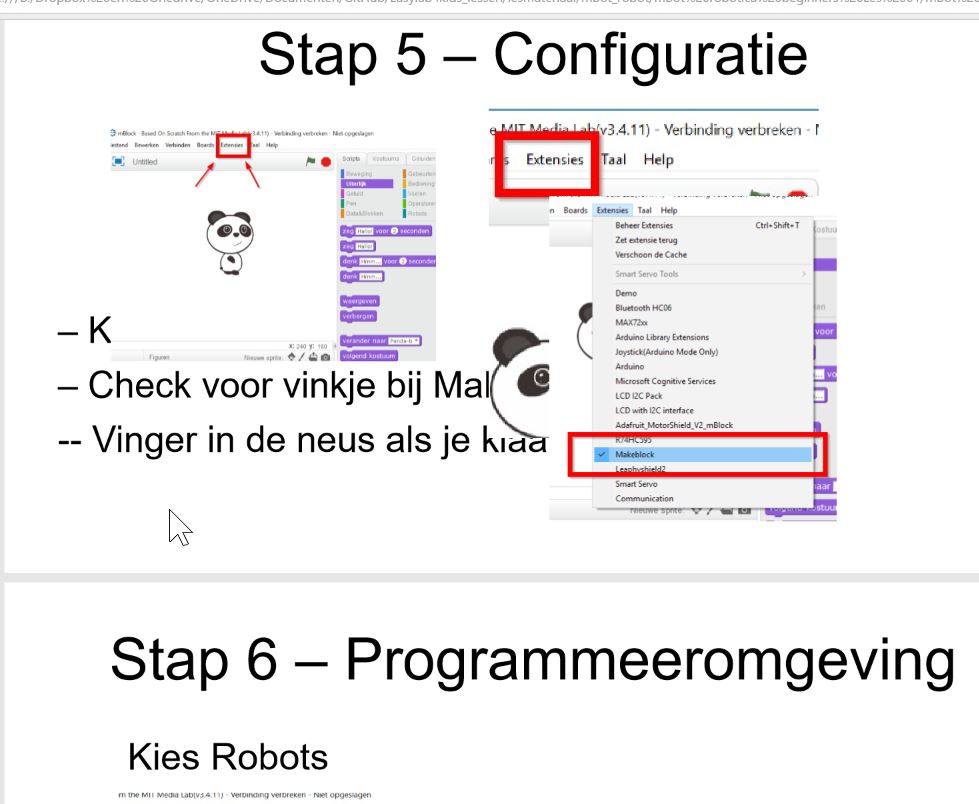 Stap 5 – Configuratie
mBlock - Based On Scratch From the MIT Media Lab(v3.4.11) - Verbinding verbreken - Niet opgeslagen
Bestand Bewerken Verbinden Boards Extensies Taal Help
Untitled
Scripts Kostuums Geluiden
Beweging Gebeurten
Uiterlijk Bediening
Geluid Voelen
Pen Operatoren
Data&Blokken Robots
zeg Hallo! voor 2 seconden
zeg Hallo!
denk Hmm... voor 2 seconden
denk Hmm...
weergeven
verbergen
verander naar Panda-b
volgend kostuum
X: 240 y: 180
Figuren Nieuwe sprite:
e MIT Media Lab(v3.4.11) - Verbinding verbreken - N
Extensies Taal Help
n Boards Extensies Taal Help
Beheer Extensies Ctrl+Shift+T
Zet extensie terug
Verschoon de Cache
Smart Servo Tools >
Demo
Bluetooth HC06
MAX72xx
Arduino Library Extensions
Joystick(Arduino Mode Only)
Arduino
Microsoft Cognitive Services
LCD I2C Pack
LCD with I2C interface
Adafruit_MotorShield_V2_mBlock
R74HC595
Makeblock
Leaphyshield2
Smart Servo
Communication
Nieuwe sprite:
volgend kostuum
– K
– Check voor vinkje bij Mak
-- Vinger in de neus als je klaa
Stap 6 – Programmeeromgeving
Kies Robots
m the MIT Media Lab(v3.4.11) - Verbinding verbreken - Niet opgeslagen